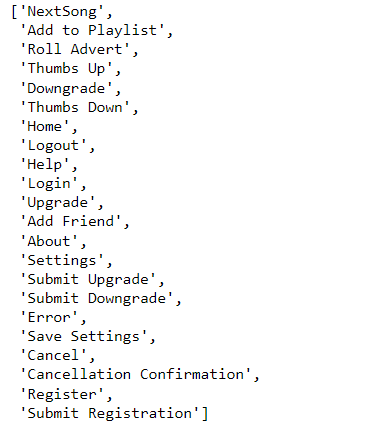 ['NextSong',
'Add to Playlist',
'Roll Advert',
'Thumbs Up',
'Downgrade',
'Thumbs Down',
'Home',
'Logout',
'Help',
'Login',
'Upgrade',
'Add Friend',
'About',
'Settings',
'Submit Upgrade',
'Submit Downgrade',
'Error',
'Save Settings',
'Cancel',
'Cancellation Confirmation',
'Register',
'Submit Registration']